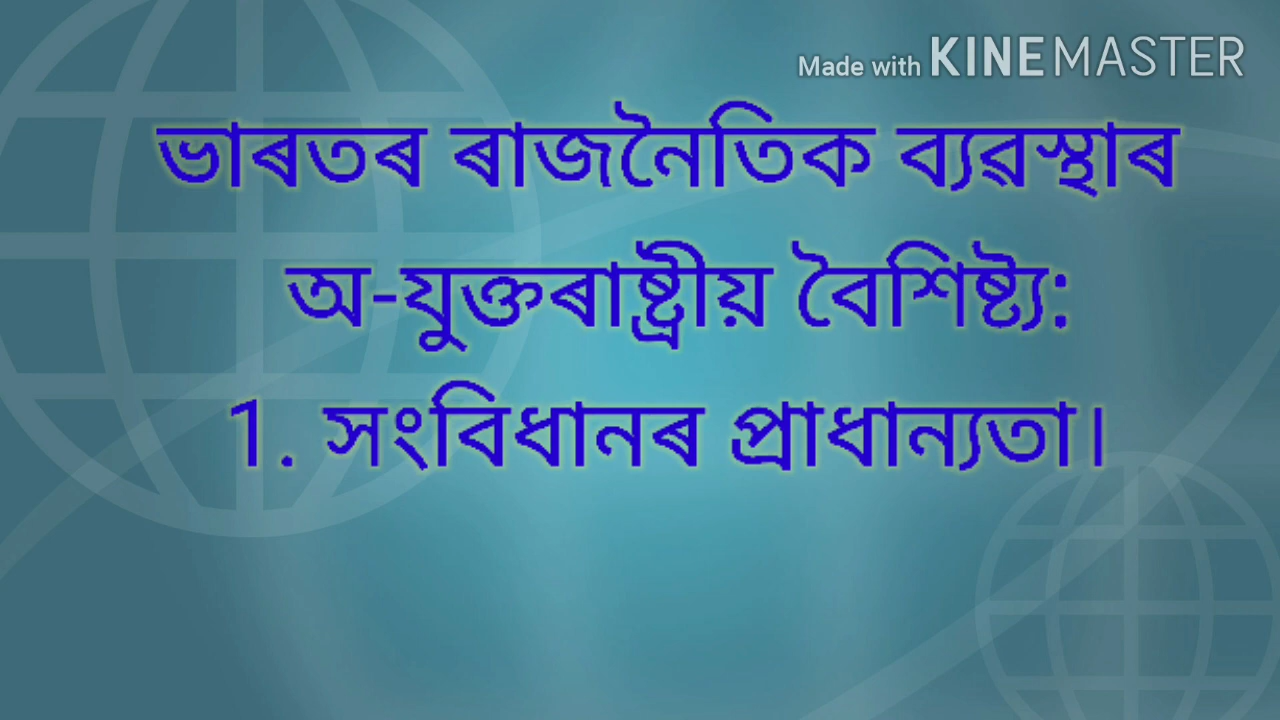 Made with KINEMASTER
ভাৰতৰ ৰাজনৈতিক ব্যৱস্থাৰ
অ-যুক্তৰাষ্ট্ৰীয় বৈশিষ্ট্য:
1. সংবিধানৰ প্ৰাধান্যতা।